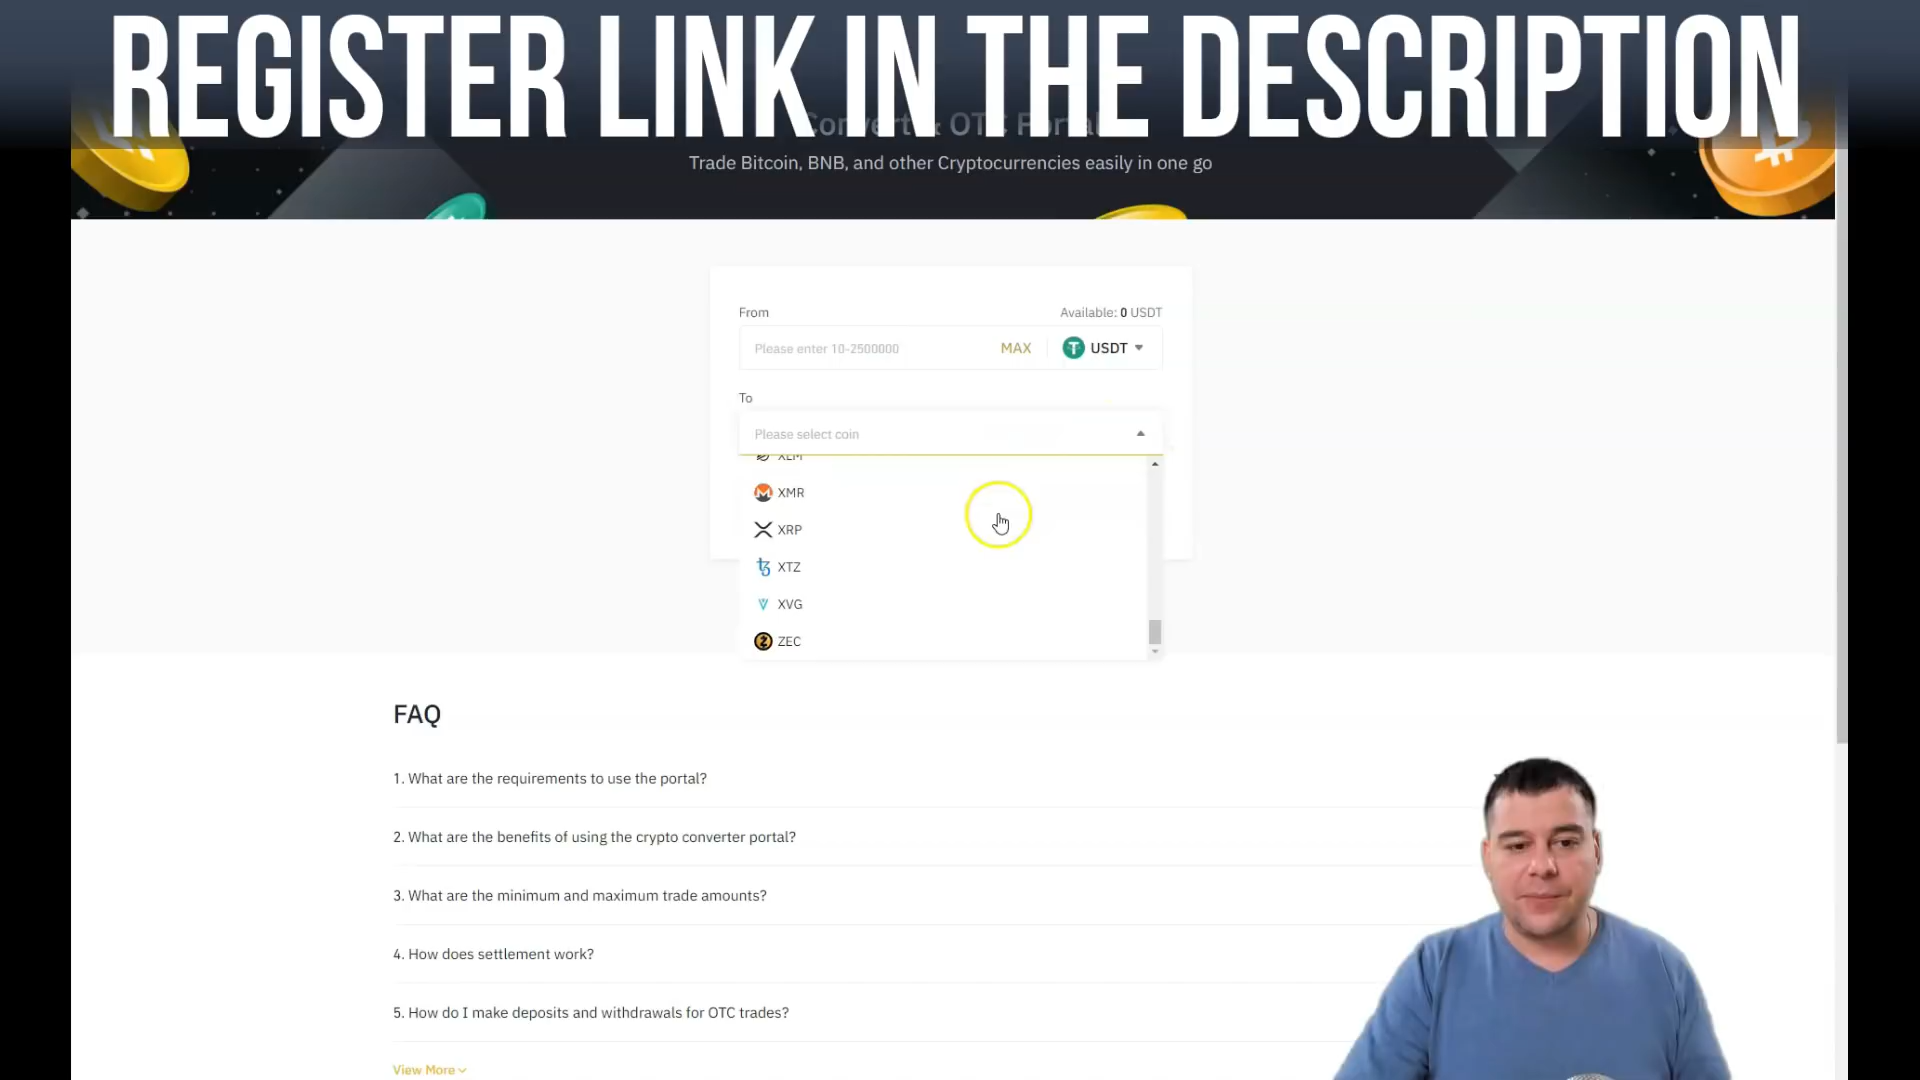 REGISTER LINK IN THE DESCRIPTION
Convert & OTC Portal
Trade Bitcoin, BNB, and other Cryptocurrencies easily in one go
From
Available: 0 USDT
Please enter 10-2500000
MAX
USDT
To
Please select coin
XEM
XMR
XRP
XTZ
XVG
ZEC
FAQ
1. What are the requirements to use the portal?
2. What are the benefits of using the crypto converter portal?
3. What are the minimum and maximum trade amounts?
4. How does settlement work?
5. How do I make deposits and withdrawals for OTC trades?
View More